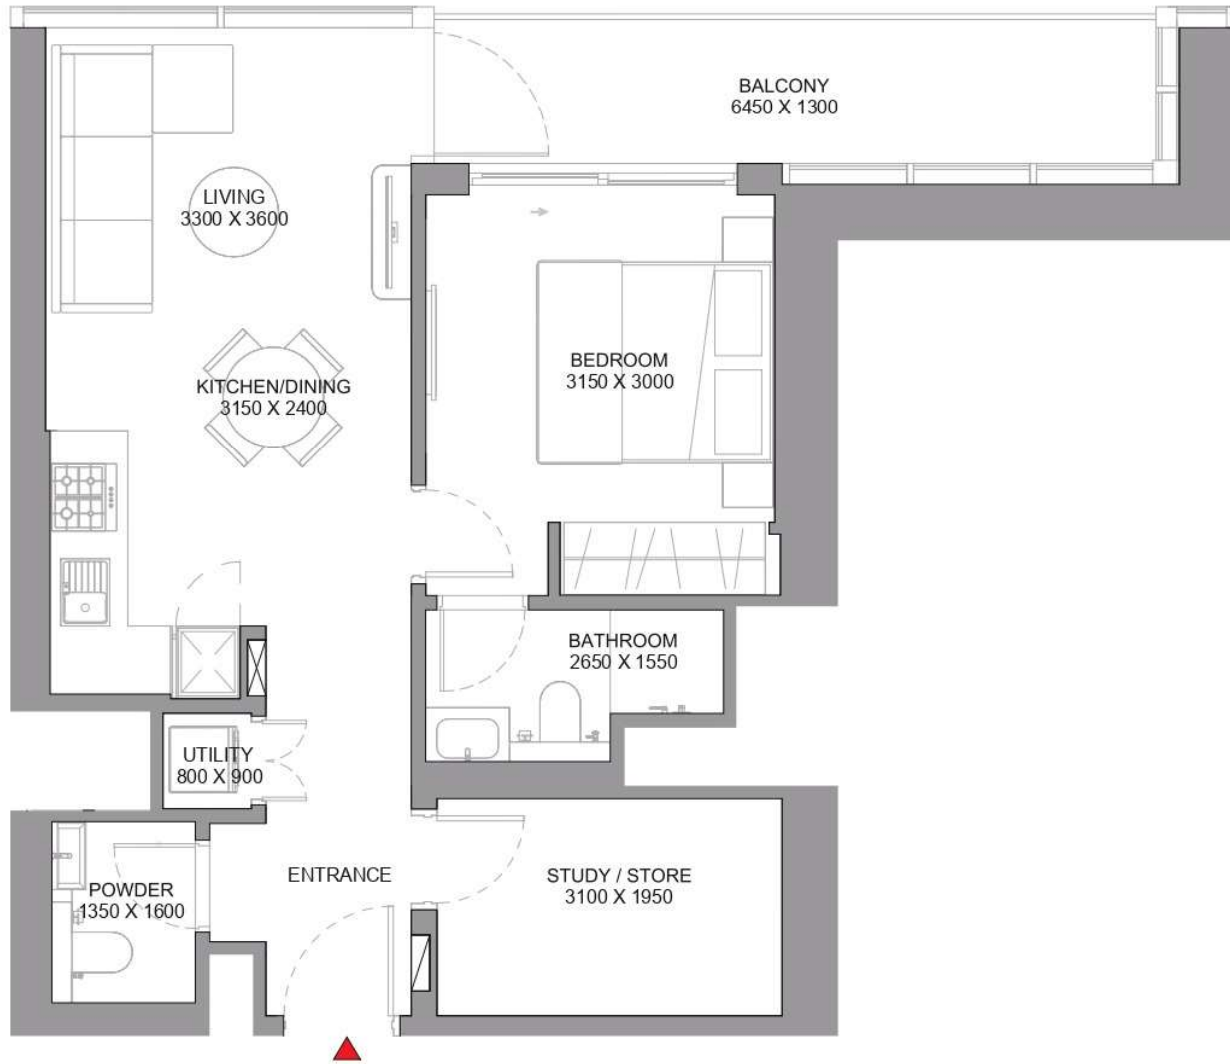 BALCONY
6450 X 1300
LIVING
3300 X 3600
BEDROOM
3150 X 3000
KITCHEN/DINING
3150 X 2400
BATHROOM
2650 X 1550
UTILITY
800 X 900
ENTRANCE
STUDY / STORE
3100 X 1950
POWDER
1350 X 1600